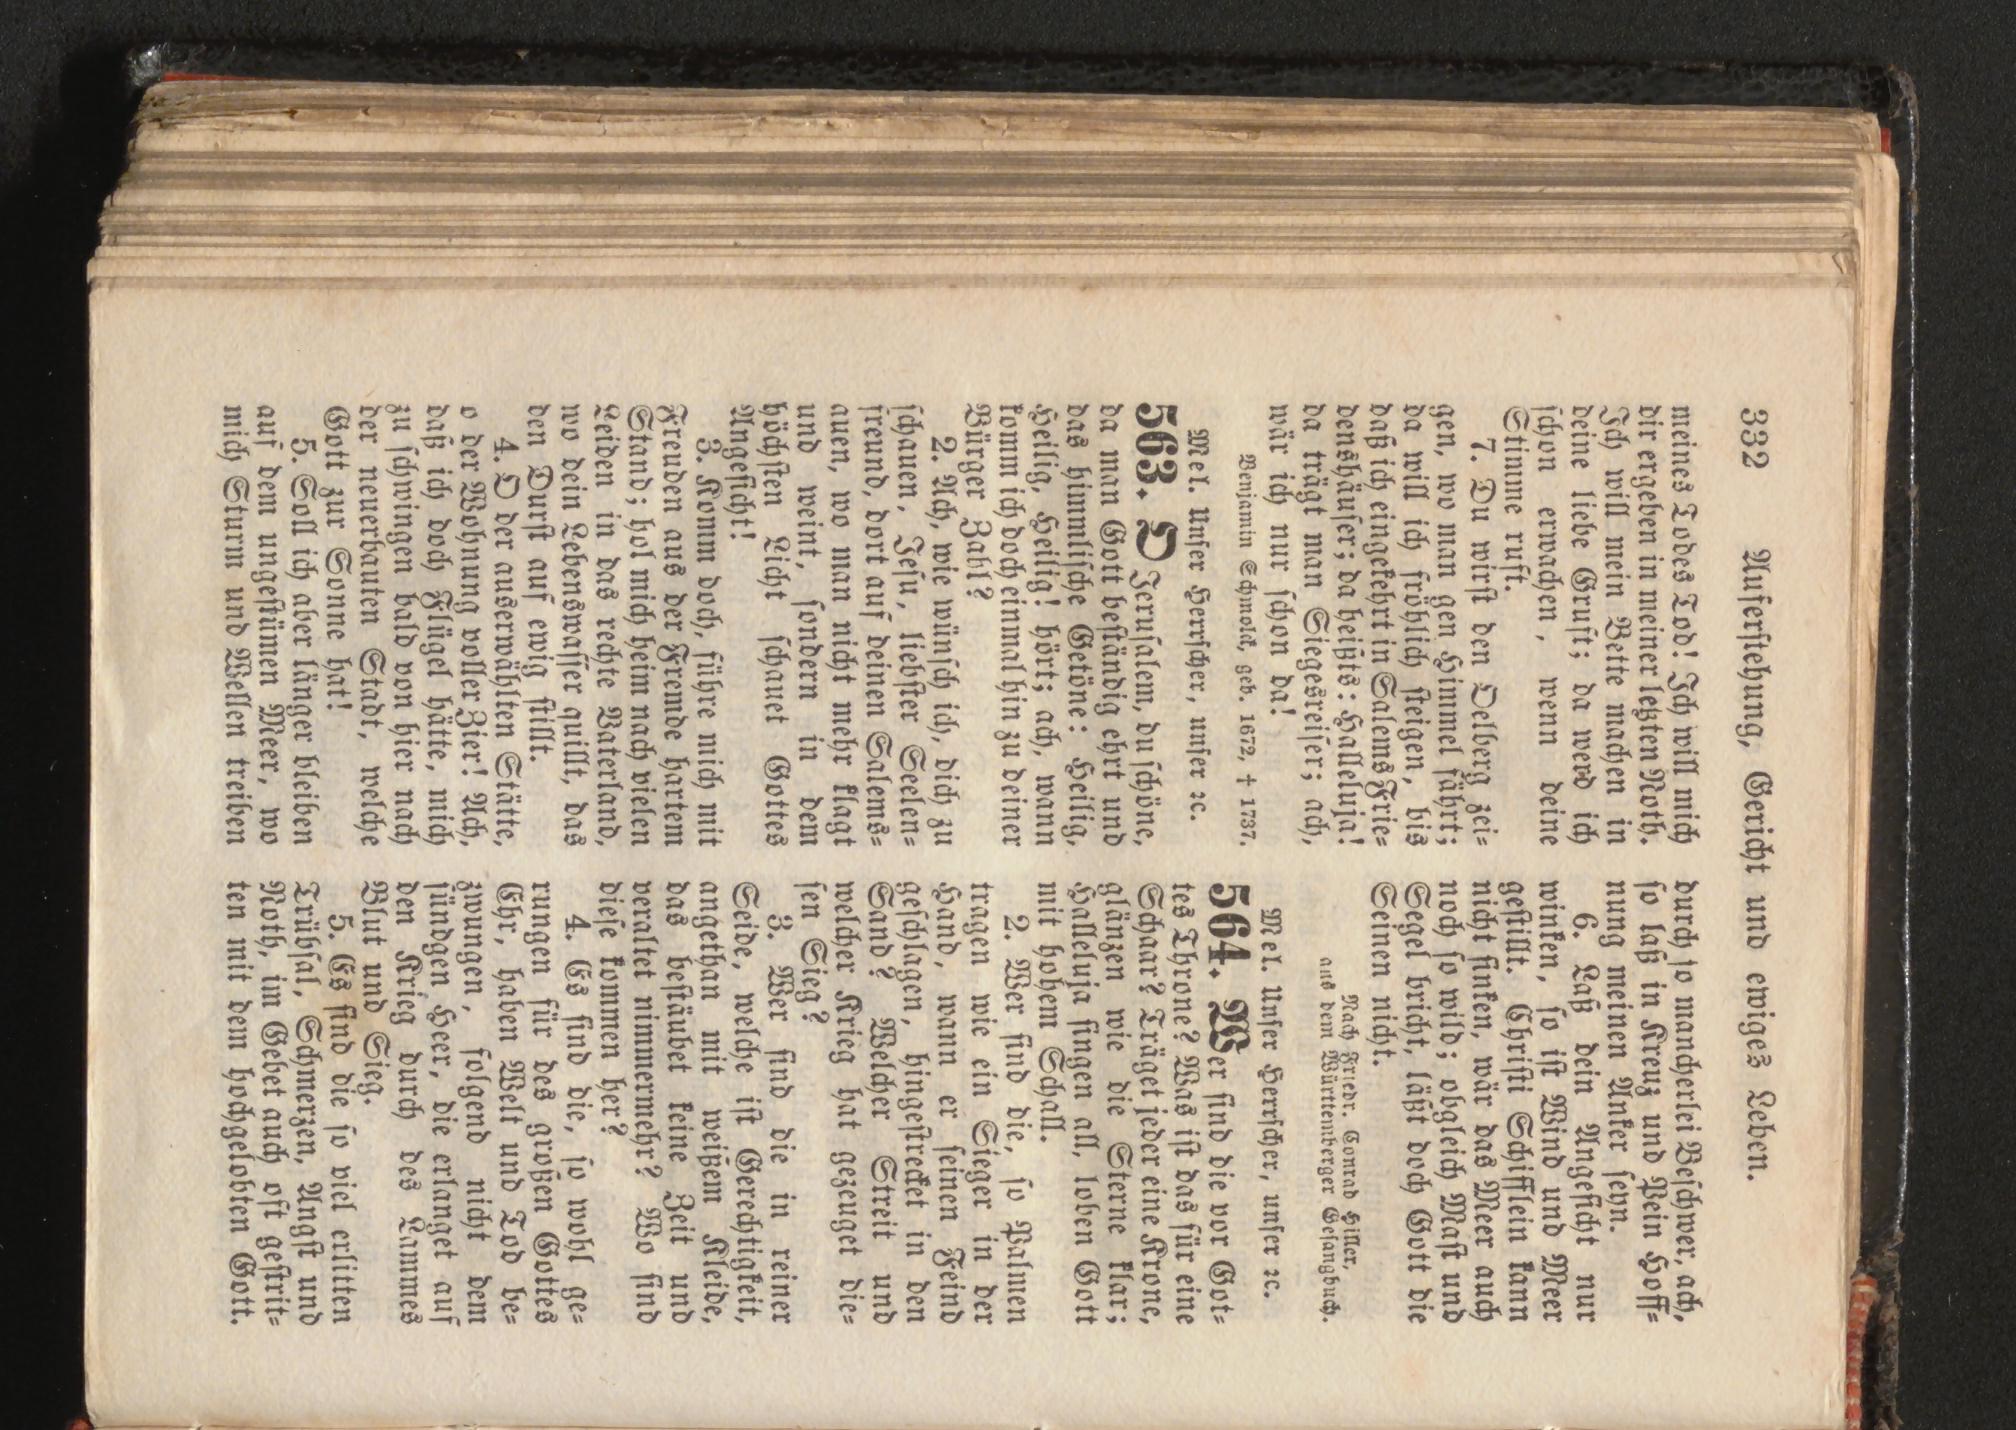 332 Auferstehung, Gericht und ewiges Leben.
meines Todes Tod! Ich will mich
dir ergeben in meiner letzten Noth.
Ich will mein Bette machen in
deine liebe Gruft; da werd ich
schon erwachen, wenn deine
Stimme ruft.
7. Du wirst den Oelberg zei-
gen, wo man gen Himmel fährt;
da will ich fröhlich steigen, bis
daß ich eingekehrt in Salems Frie-
denshäuser; da heißts: Halleluja!
da trägt man Siegesreiser; ach,
wär ich nur schon da!
Benjamin Schmolck, geb. 1672, † 1737.
Mel. Unser Herrscher, unser ꝛc.
563. O Jerusalem, du schöne,
da man Gott beständig ehrt und
das himmlische Getöne: Heilig,
Heilig, Heilig! hört; ach, wann
komm ich doch einmal hin zu deiner
Bürger Zahl?
2. Ach, wie wünsch ich, dich zu
schauen, Jesu, liebster Seelen-
freund, dort auf deinen Salems-
auen, wo man nicht mehr klagt
und weint, sondern in dem
höchsten Licht schauet Gottes
Angesicht!
3. Komm doch, führe mich mit
Freuden aus der Fremde hartem
Stand; hol mich heim nach vielen
Leiden in das rechte Vaterland,
wo dein Lebenswasser quillt, das
den Durst auf ewig stillt.
4. O der auserwählten Stätte,
o der Wohnung voller Zier! Ach,
daß ich doch Flügel hätte, mich
zu schwingen bald von hier nach
der neuerbauten Stadt, welche
Gott zur Sonne hat!
5. Soll ich aber länger bleiben
auf dem ungestümen Meer, wo
mich Sturm und Wellen treiben
durch so mancherlei Beschwer, ach,
so laß in Kreuz und Pein Hoff-
nung meinen Anker seyn.
6. Laß dein Angesicht nur
winken, so ist Wind und Meer
gestillt. Christi Schifflein kann
nicht sinken, wär das Meer auch
noch so wild; obgleich Mast und
Segel bricht, läßt doch Gott die
Seinen nicht.
Nach Friedr. Conrad Hiller,
aus dem Württemberger Gesangbuch.
Mel. Unser Herrscher, unser ꝛc.
564. Wer sind die vor Got-
tes Throne? Was ist das für eine
Schaar? Träget jeder eine Krone,
glänzen wie die Sterne klar;
Halleluja singen all, loben Gott
mit hohem Schall.
2. Wer sind die, so Palmen
tragen wie ein Sieger in der
Hand, wann er seinen Feind
geschlagen, hingestrecket in den
Sand? Welcher Streit und
welcher Krieg hat gezeuget die-
sen Sieg?
3. Wer sind die in reiner
Seide, welche ist Gerechtigkeit,
angethan mit weißem Kleide,
das bestäubet keine Zeit und
veraltet nimmermehr? Wo sind
diese kommen her?
4. Es sind die, so wohl ge-
rungen für des großen Gottes
Ehr, haben Welt und Tod be-
zwungen, folgend nicht dem
sündgen Heer, die erlanget auf
den Krieg durch des Lammes
Blut und Sieg.
5. Es sind die so viel erlitten
Trübsal, Schmerzen, Angst und
Noth, im Gebet auch oft gestrit-
ten mit dem hochgelobten Gott.